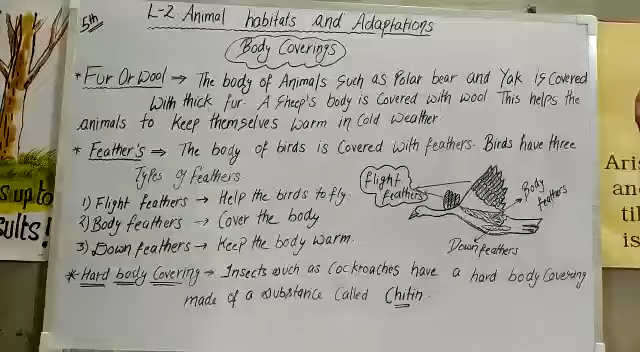 5th
L-2. Animal habitats and Adaptations
Body Coverings
* Fur Or Wool → The body of Animals Such as Polar bear and Yak is Covered
With thick fur. A Sheep's body is Covered with wool This helps the
animals to Keep themselves Warm in Cold Weather.
* Feather's ⇒ The body of birds is Covered with feathers. Birds have three
Types of feathers
1) Flight feathers → Help the birds to fly.
2) Body feathers → Cover the body
3) Down feathers → Keep the body Warm.
flight
feathers
Body
feathers
Down feathers
* Hard body Covering → Insects such as Cockroaches have a hard body Covering
made of a substance Called Chitin.
s up to
sults!
Aris
an
til
is